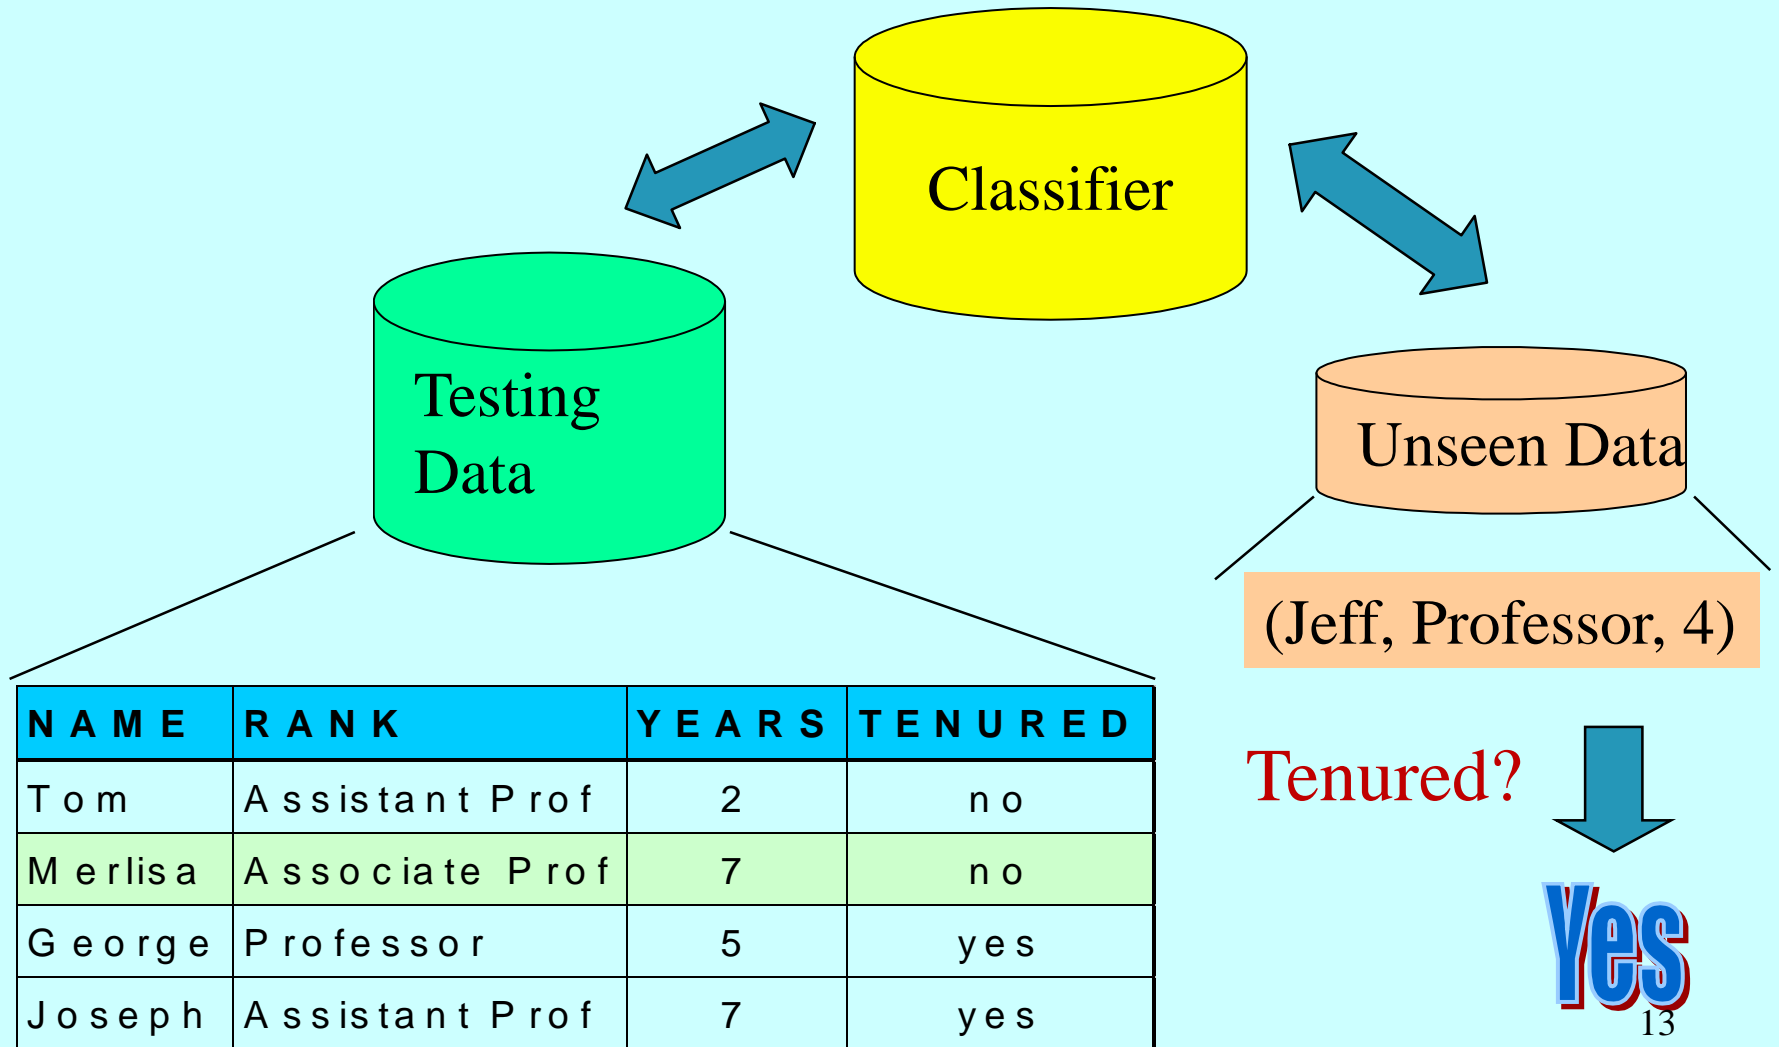 Classifier
Testing
Data
Unseen Data
(Jeff, Professor, 4)
NAME RANK YEARS TENURED
Tom Assistant Prof 2 no
Merlisa Associate Prof 7 no
George Professor 5 yes
Joseph Assistant Prof 7 yes
Tenured?
Yes
13